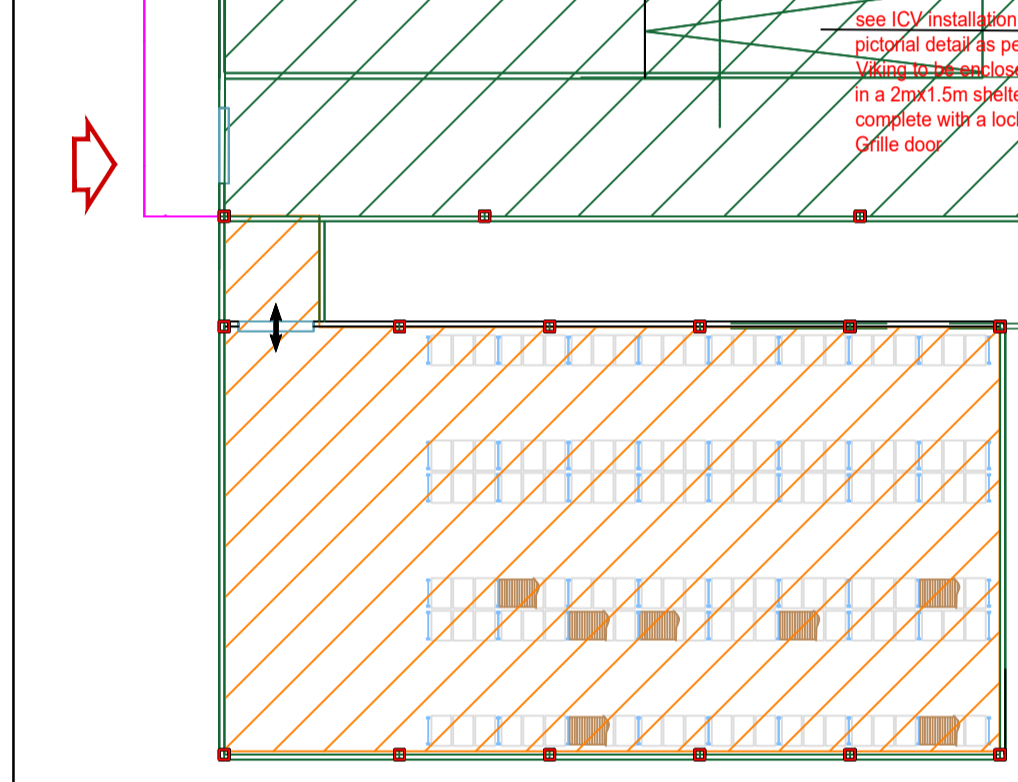 see ICV installation
pictorial detail as pe
Viking to be enclose
in a 2mx1.5m shelte
complete with a loc
Grille door